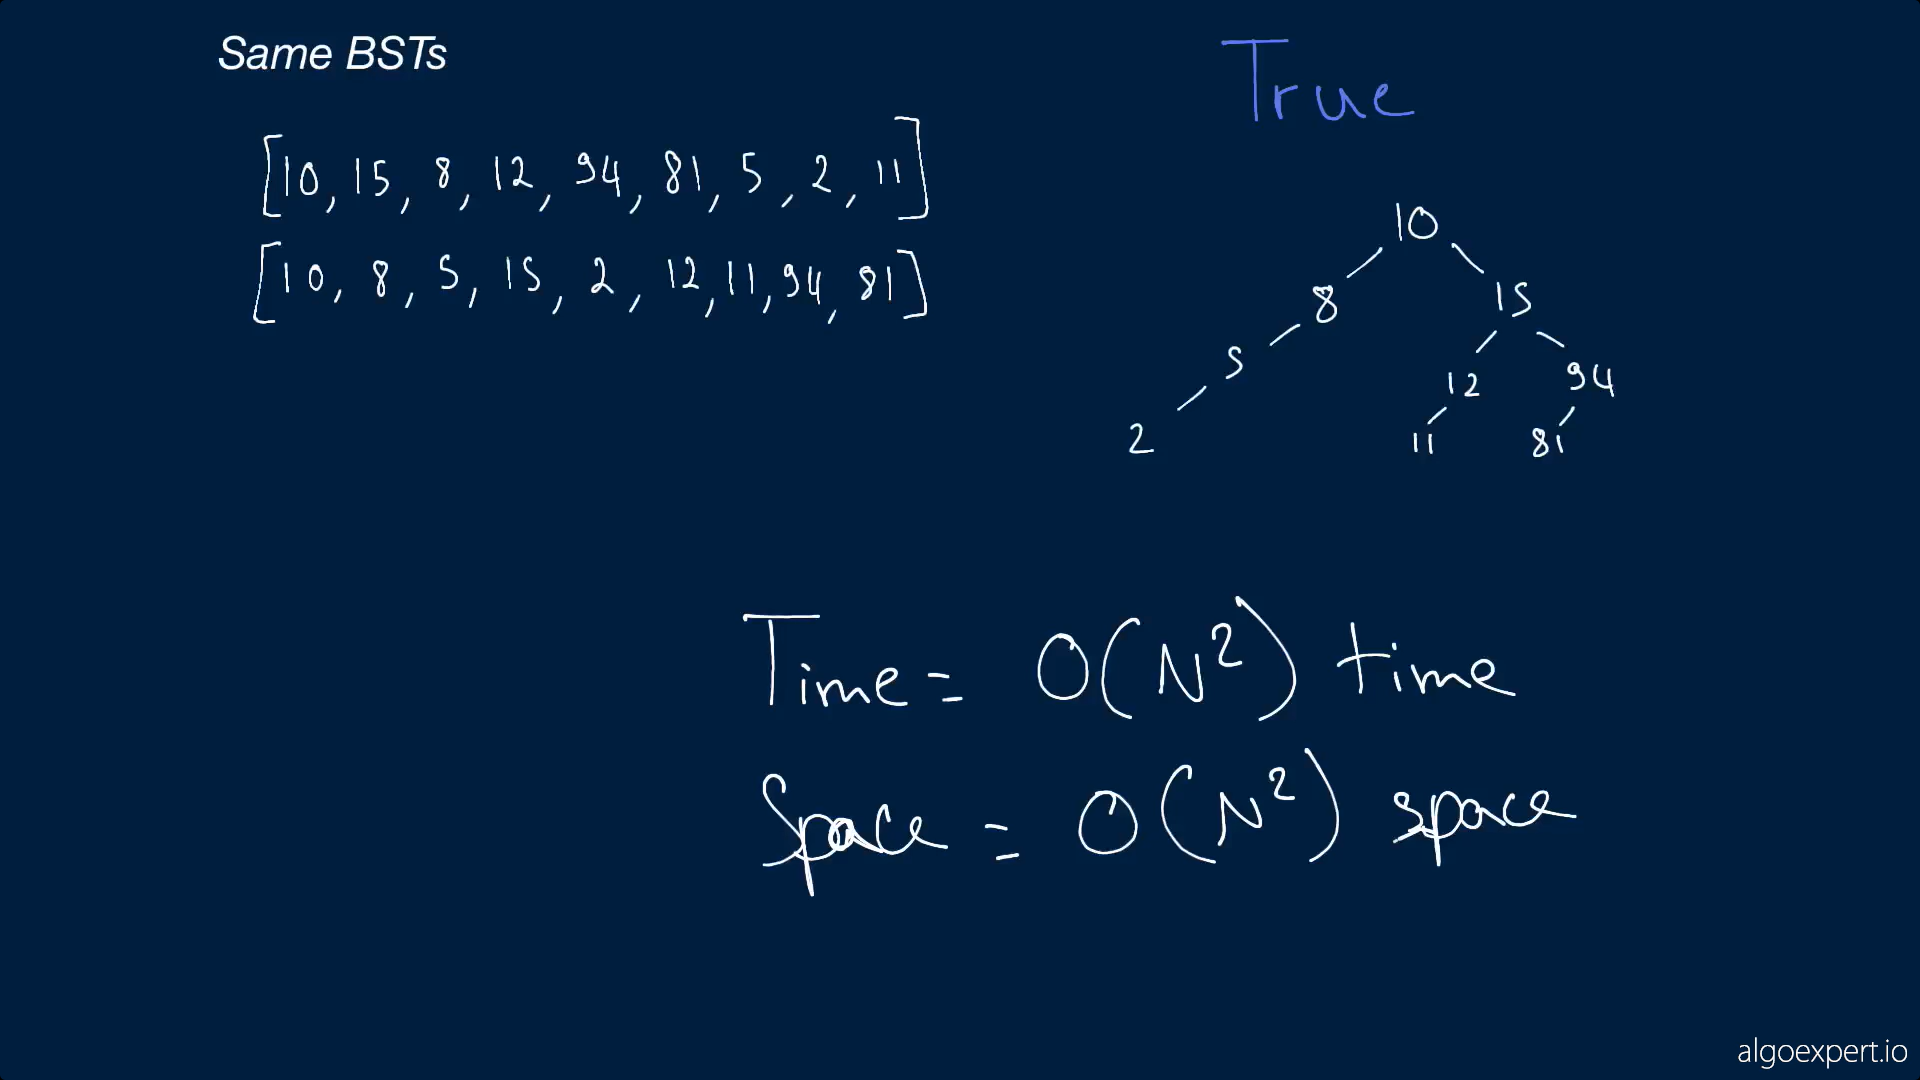 Same BSTs
True
[10, 15, 8, 12, 94, 81, 5, 2, 11]
[10, 8, 5, 15, 2, 12, 11, 94, 81]
10
8 15
5 12 94
2 11 81
Time = O(N²) time
Space = O(N²) space
algoexpert.io